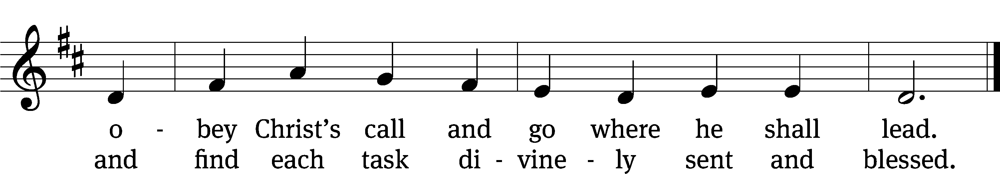 o - bey Christ’s call and go where he shall lead.
and find each task di - vine - ly sent and blessed.